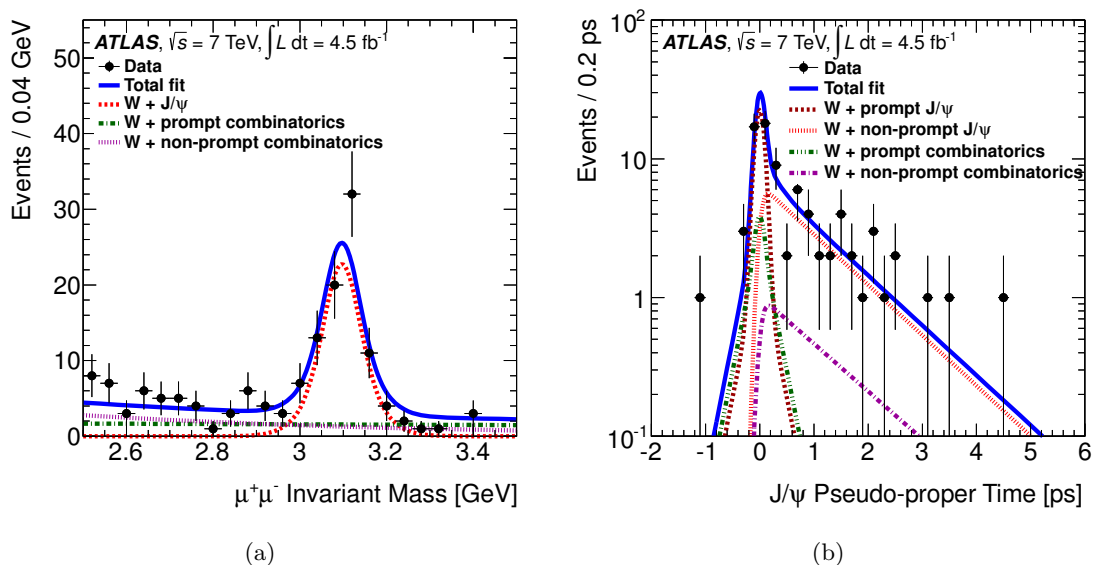 ATLAS, √s = 7 TeV, ∫L dt = 4.5 fb⁻¹
Data
Total fit
W + J/ψ
W + prompt combinatorics
W + non-prompt combinatorics
Events / 0.04 GeV
50
40
30
20
10
0
2.6 2.8 3 3.2 3.4
μ⁺μ⁻ Invariant Mass [GeV]
(a)
ATLAS, √s = 7 TeV, ∫L dt = 4.5 fb⁻¹
Data
Total fit
W + prompt J/ψ
W + non-prompt J/ψ
W + prompt combinatorics
W + non-prompt combinatorics
Events / 0.2 ps
10²
10
1
10⁻¹
-2 -1 0 1 2 3 4 5 6
J/ψ Pseudo-proper Time [ps]
(b)